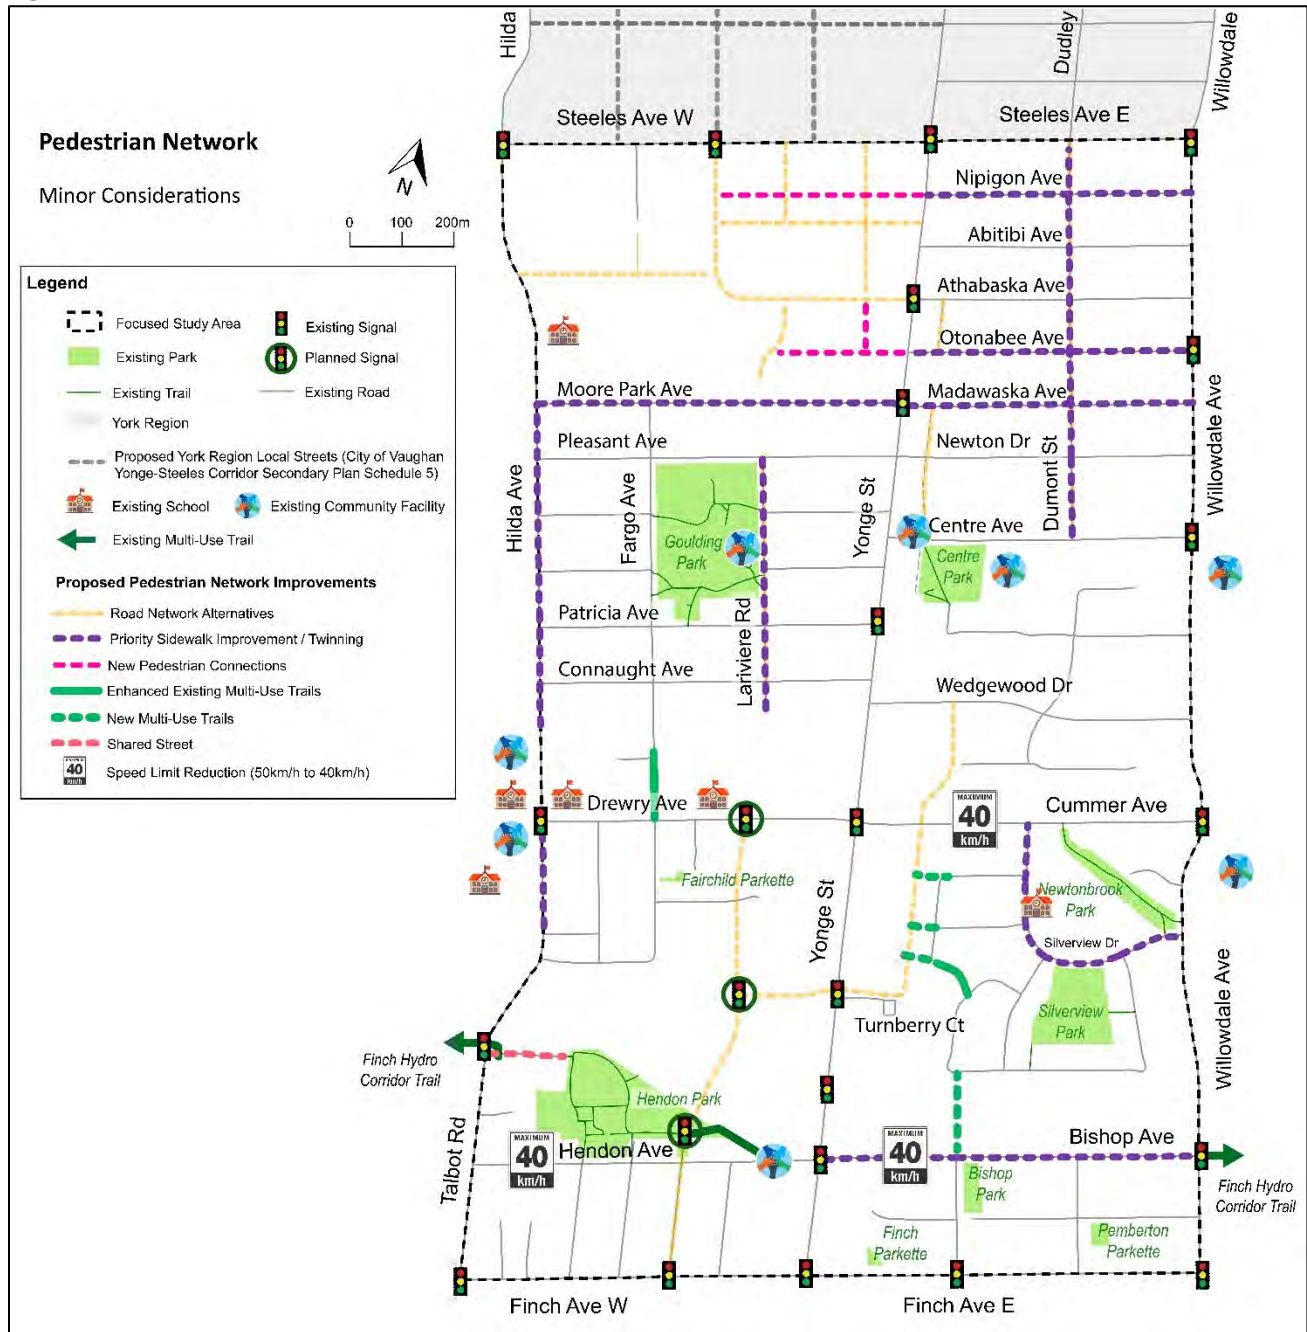 Hilda
Dudley
Willowdale
Steeles Ave W
Steeles Ave E
Pedestrian Network
Minor Considerations
N
0 100 200m
Nipigon Ave
Abitibi Ave
Athabaska Ave
Otonabee Ave
Moore Park Ave
Madawaska Ave
Pleasant Ave
Newton Dr
Legend
Focused Study Area
Existing Signal
Existing Park
Planned Signal
Existing Trail
Existing Road
York Region
Proposed York Region Local Streets (City of Vaughan
Yonge-Steeles Corridor Secondary Plan Schedule 5)
Existing School
Existing Community Facility
Existing Multi-Use Trail
Proposed Pedestrian Network Improvements
Road Network Alternatives
Priority Sidewalk Improvement / Twinning
New Pedestrian Connections
Enhanced Existing Multi-Use Trails
New Multi-Use Trails
Shared Street
MAXIMUM
40
km/h
Speed Limit Reduction (50km/h to 40km/h)
Hilda Ave
Fargo Ave
Goulding
Park
Lariviere Rd
Yonge St
Centre Ave
Centre
Park
Dumont St
Willowdale Ave
Patricia Ave
Connaught Ave
Wedgewood Dr
Drewry Ave
MAXIMUM
40
km/h
Cummer Ave
Fairchild Parkette
Newtonbrook
Park
Yonge St
Silverview Dr
Silverview
Park
Turnberry Ct
Willowdale Ave
Finch Hydro
Corridor Trail
Hendon Park
Talbot Rd
MAXIMUM
40
km/h
Hendon Ave
MAXIMUM
40
km/h
Bishop Ave
Bishop
Park
Finch Hydro
Corridor Trail
Finch
Parkette
Pemberton
Parkette
Finch Ave W
Finch Ave E